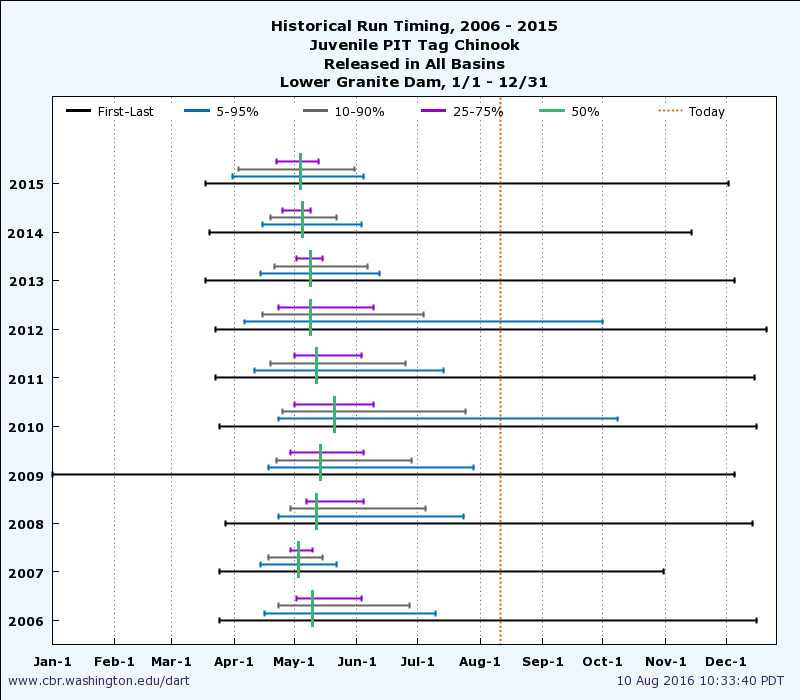 Historical Run Timing, 2006 - 2015
Juvenile PIT Tag Chinook
Released in All Basins
Lower Granite Dam, 1/1 - 12/31
First-Last 5-95% 10-90% 25-75% 50% Today
2015
2014
2013
2012
2011
2010
2009
2008
2007
2006
Jan-1 Feb-1 Mar-1 Apr-1 May-1 Jun-1 Jul-1 Aug-1 Sep-1 Oct-1 Nov-1 Dec-1
www.cbr.washington.edu/dart 10 Aug 2016 10:33:40 PDT